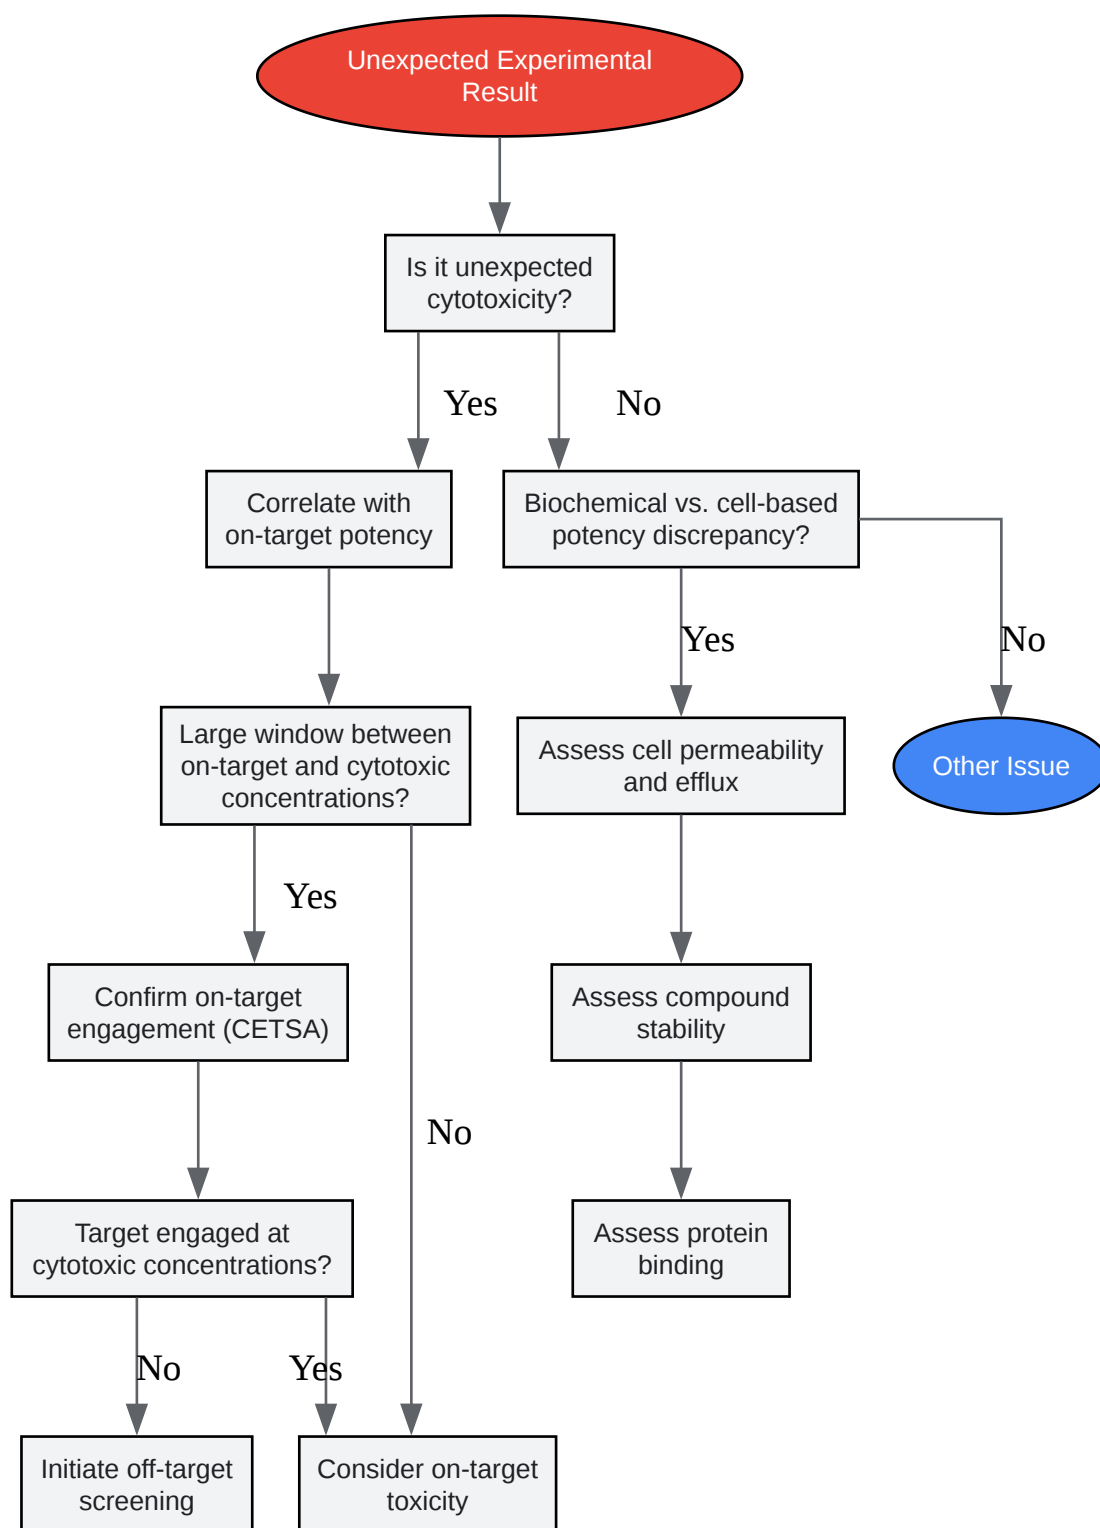 Unexpected Experimental
Result
Is it unexpected
cytotoxicity?
Yes
No
Correlate with
on-target potency
Biochemical vs. cell-based
potency discrepancy?
Yes
No
Large window between
on-target and cytotoxic
concentrations?
Assess cell permeability
and efflux
Other Issue
Yes
Confirm on-target
engagement (CETSA)
Assess compound
stability
No
Target engaged at
cytotoxic concentrations?
Assess protein
binding
No
Yes
Initiate off-target
screening
Consider on-target
toxicity